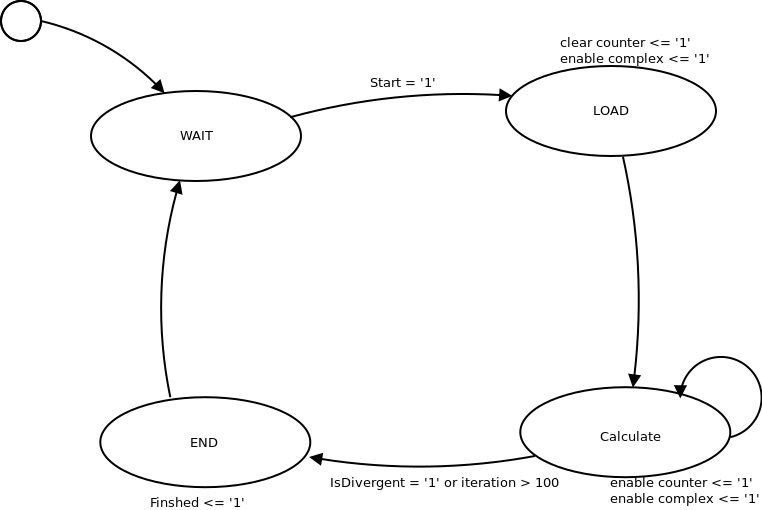 clear counter <= '1'
enable complex <= '1'
Start = '1'
LOAD
WAIT
Calculate
END
IsDivergent = '1' or iteration > 100
enable counter <= '1'
enable complex <= '1'
Finshed <= '1'